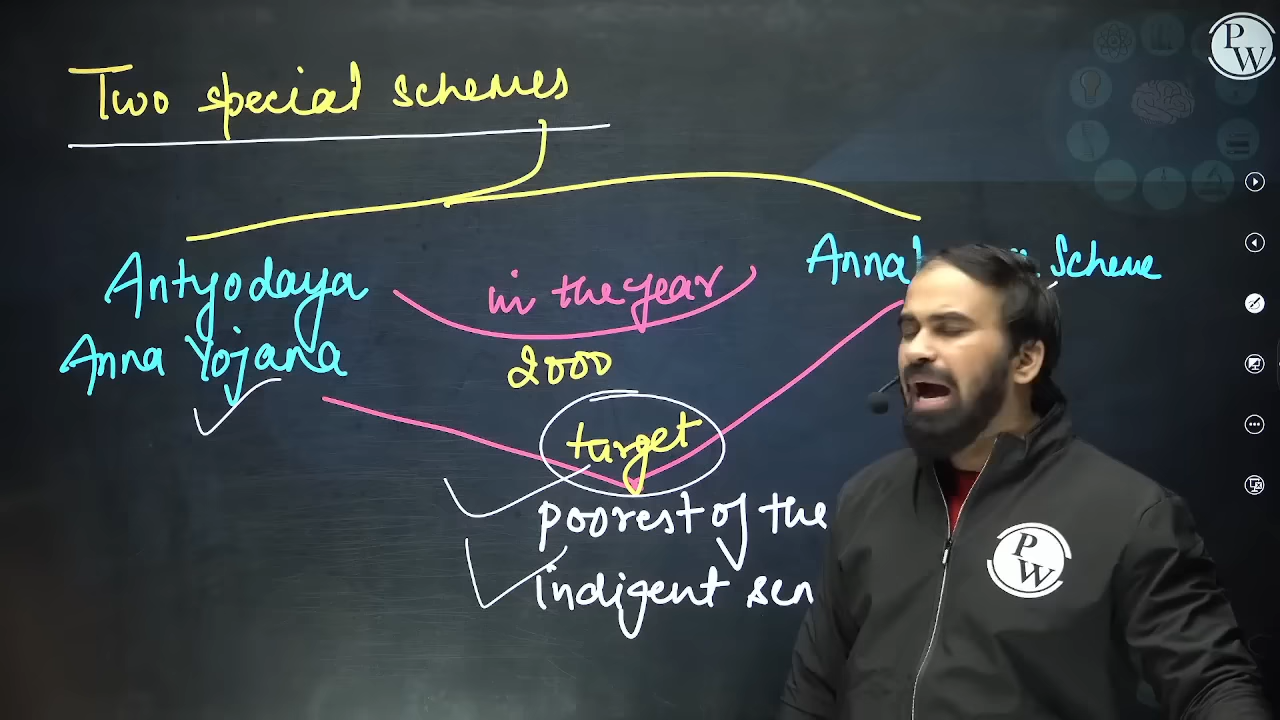 Two special schemes
Antyodaya
Anna Yojana
in the year
2000
Scheme
target
poorest of the
indigent
PW
PW